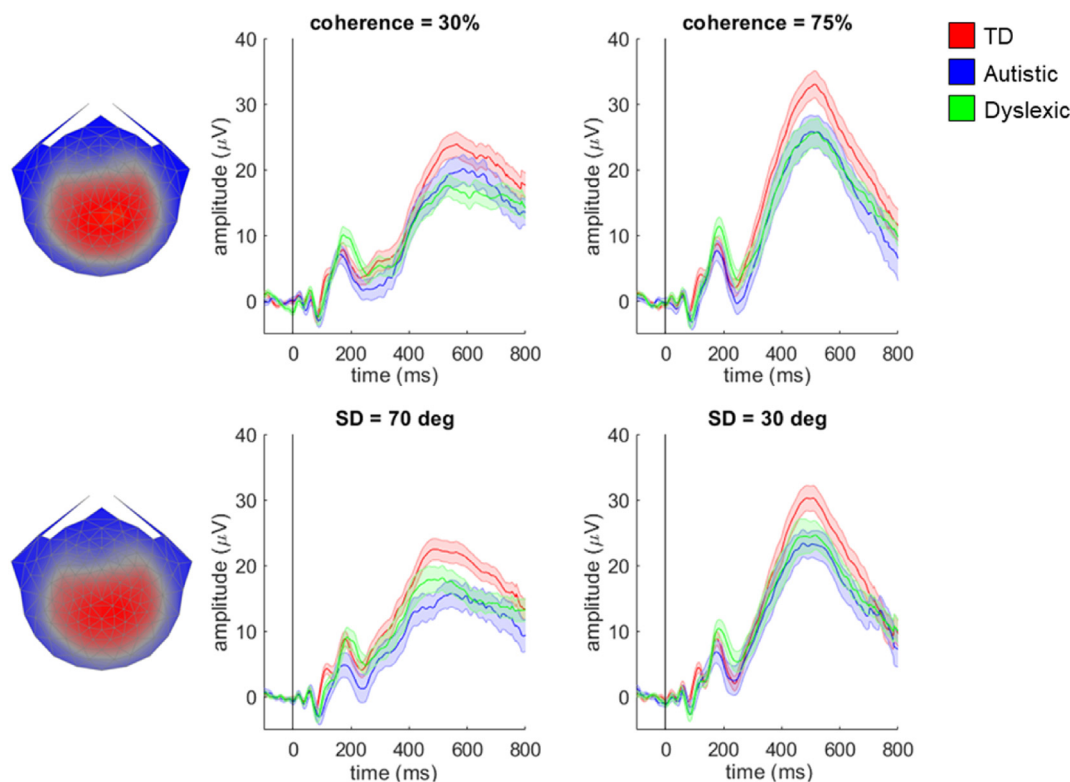 coherence = 30%
40
30
20
10
0
amplitude (µV)
0 200 400 600 800
time (ms)
coherence = 75%
40
30
20
10
0
amplitude (µV)
0 200 400 600 800
time (ms)
TD
Autistic
Dyslexic
SD = 70 deg
40
30
20
10
0
amplitude (µV)
0 200 400 600 800
time (ms)
SD = 30 deg
40
30
20
10
0
amplitude (µV)
0 200 400 600 800
time (ms)